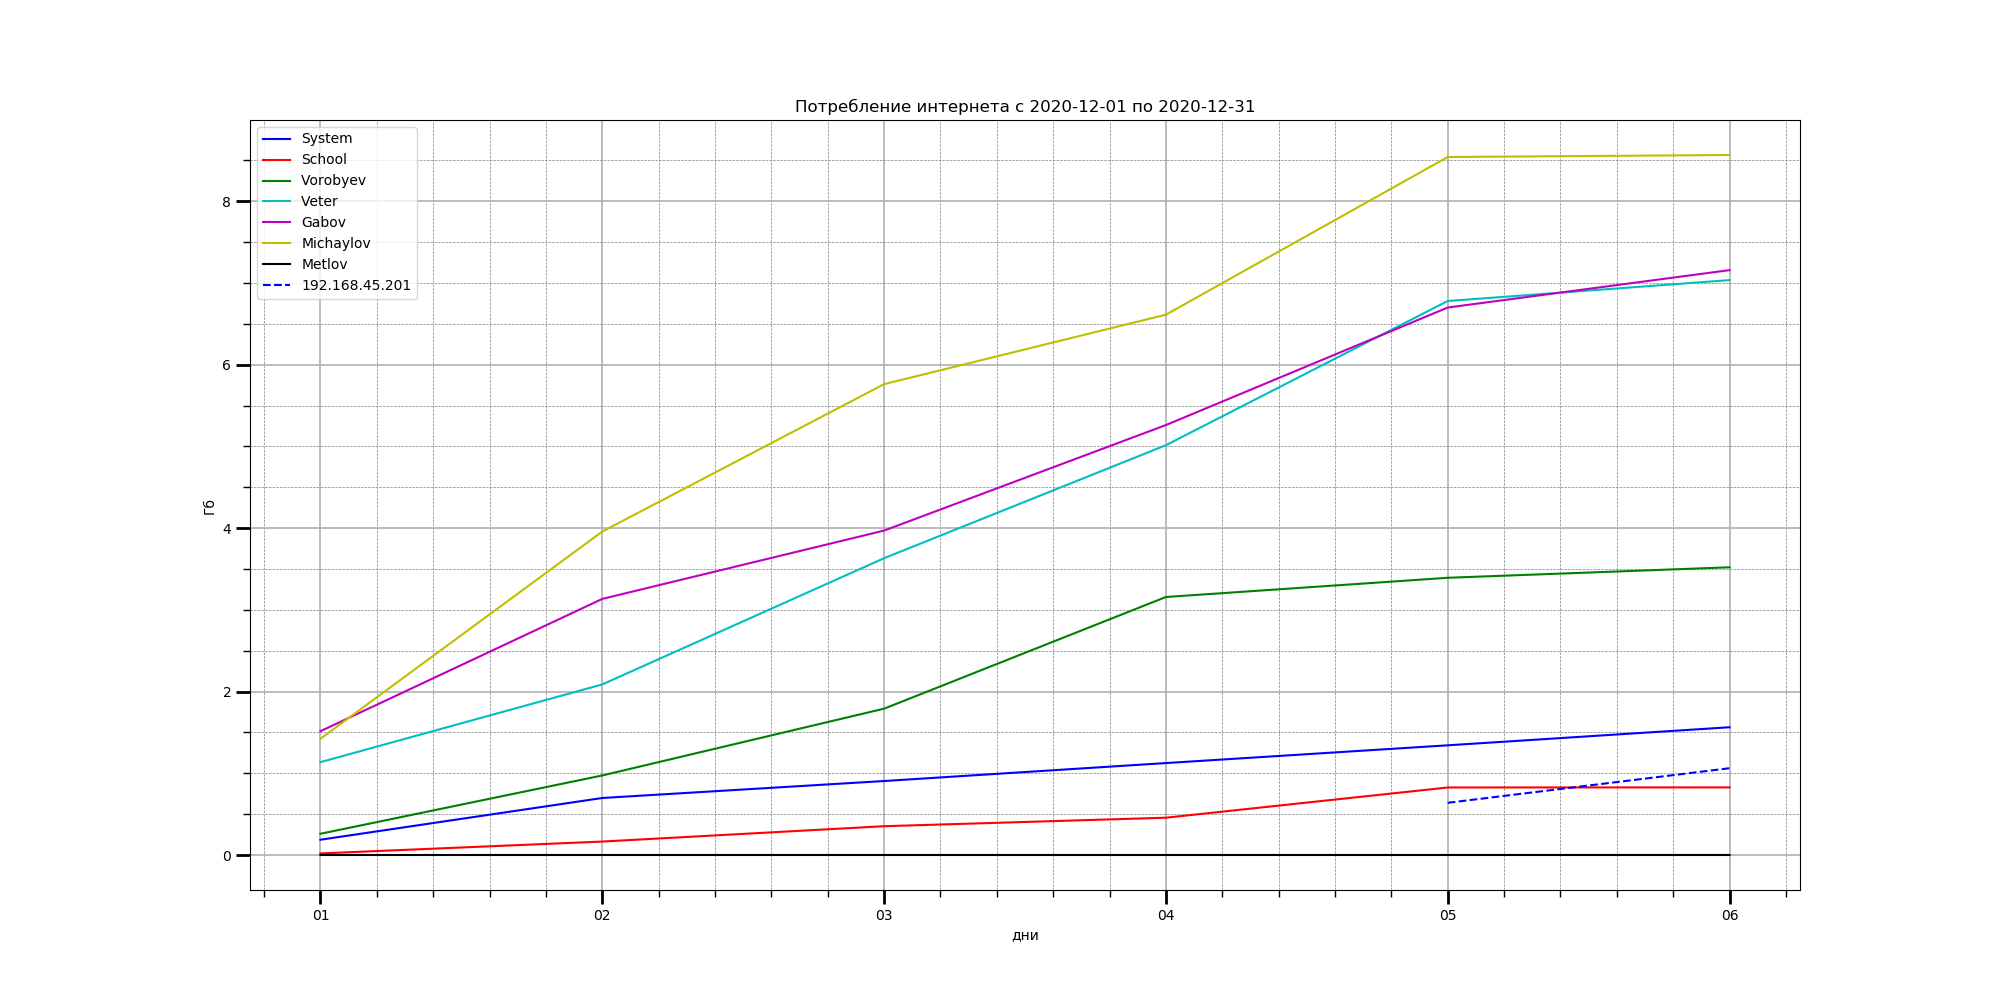 Потребление интернета с 2020-12-01 по 2020-12-31
System
School
Vorobyev
Veter
Gabov
Michaylov
Metlov
192.168.45.201
8
6
4
2
0
Гб
01 02 03 04 05 06
дни